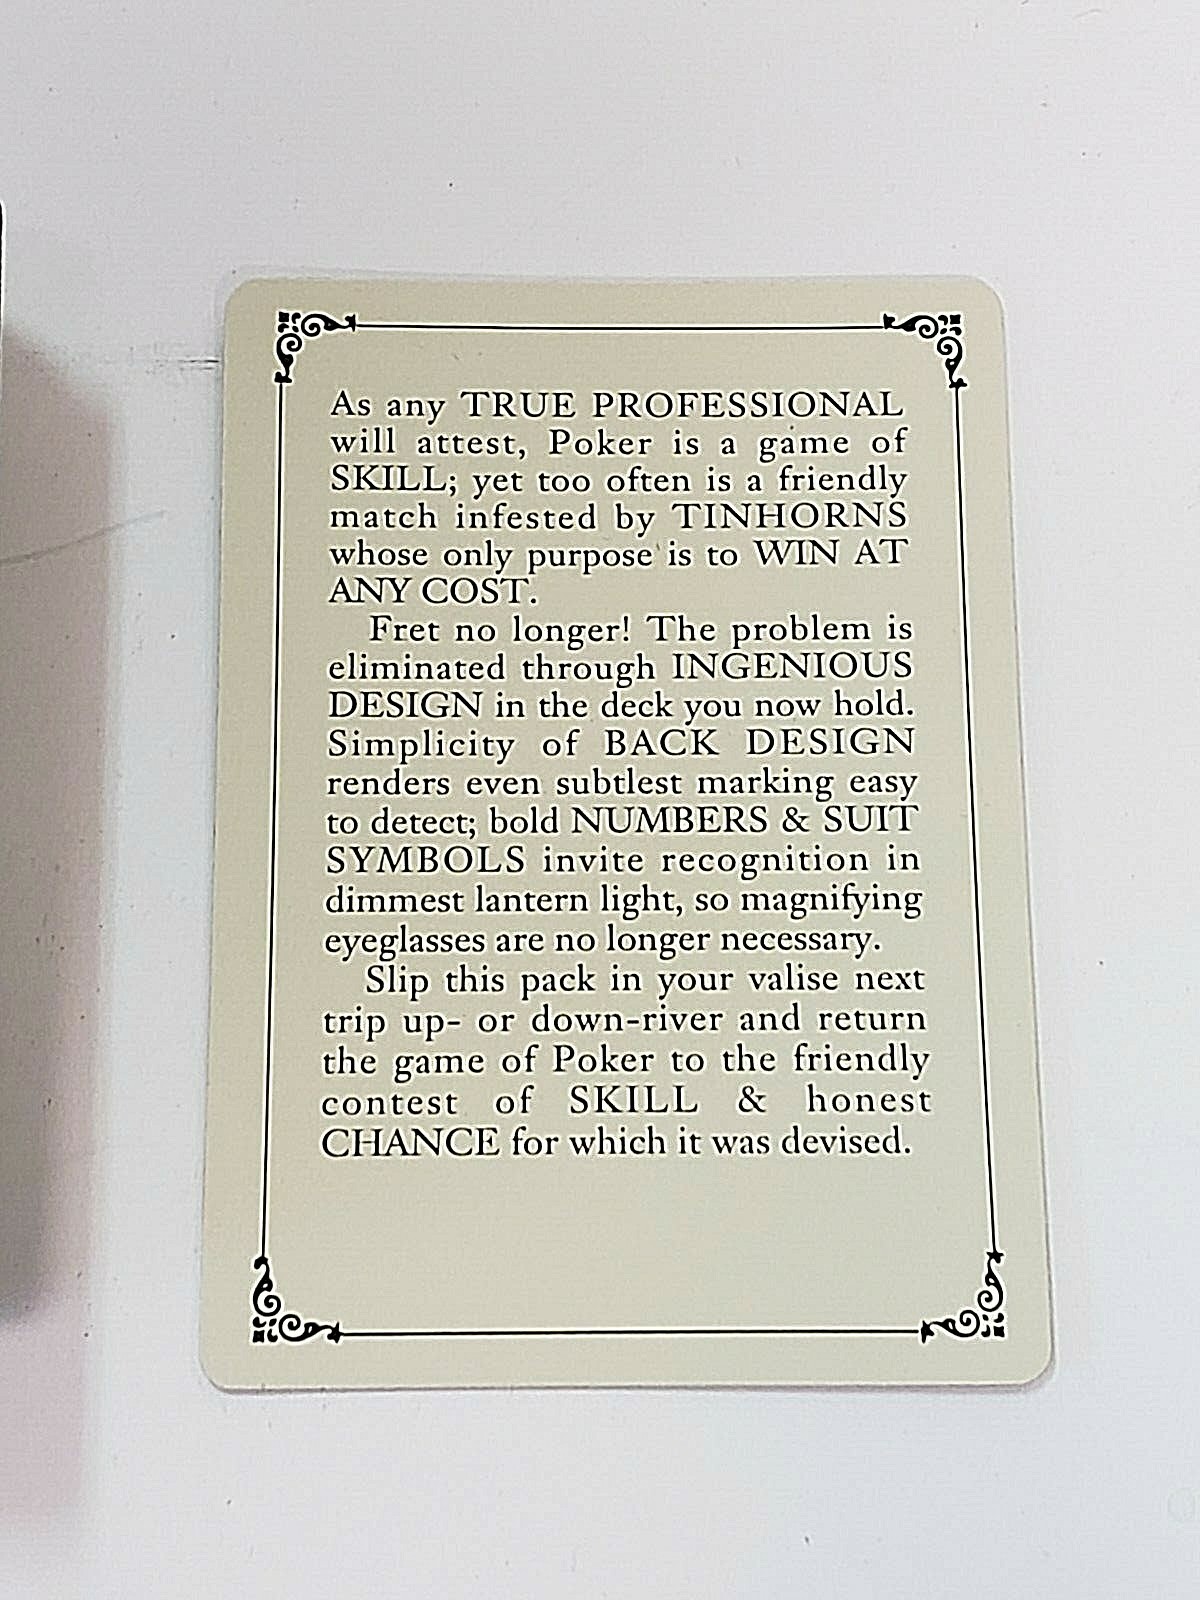 As any TRUE PROFESSIONAL
will attest, Poker is a game of
SKILL; yet too often is a friendly
match infested by TINHORNS
whose only purpose is to WIN AT
ANY COST.
Fret no longer! The problem is
eliminated through INGENIOUS
DESIGN in the deck you now hold.
Simplicity of BACK DESIGN
renders even subtlest marking easy
to detect; bold NUMBERS & SUIT
SYMBOLS invite recognition in
dimmest lantern light, so magnifying
eyeglasses are no longer necessary.
Slip this pack in your valise next
trip up- or down-river and return
the game of Poker to the friendly
contest of SKILL & honest
CHANCE for which it was devised.